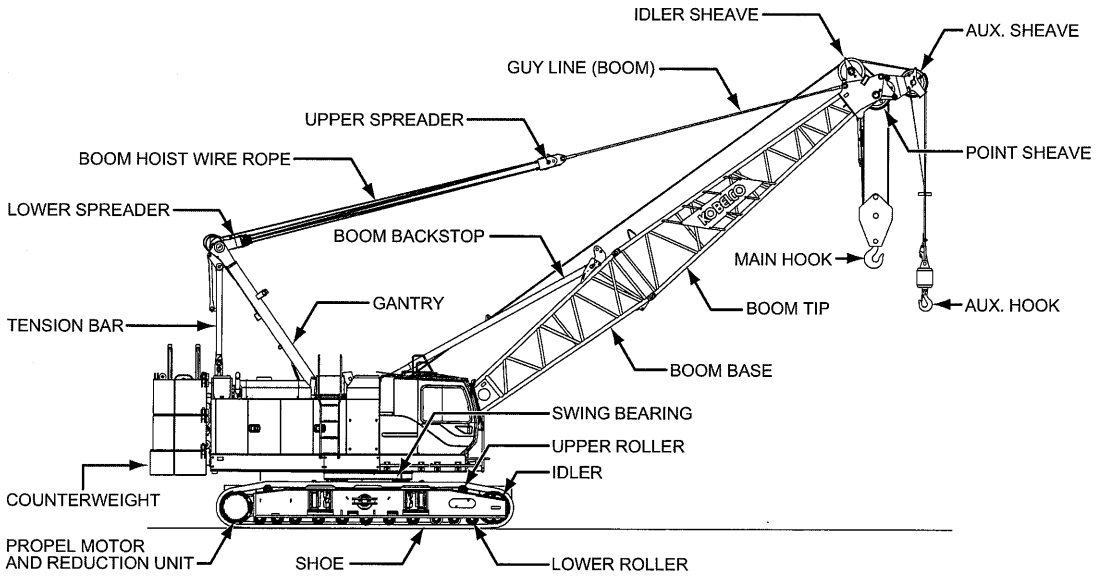 IDLER SHEAVE
AUX. SHEAVE
GUY LINE (BOOM)
UPPER SPREADER
BOOM HOIST WIRE ROPE
POINT SHEAVE
LOWER SPREADER
KOBELCO
BOOM BACKSTOP
MAIN HOOK
GANTRY
BOOM TIP
AUX. HOOK
TENSION BAR
BOOM BASE
SWING BEARING
UPPER ROLLER
IDLER
COUNTERWEIGHT
PROPEL MOTOR
AND REDUCTION UNIT
SHOE
LOWER ROLLER